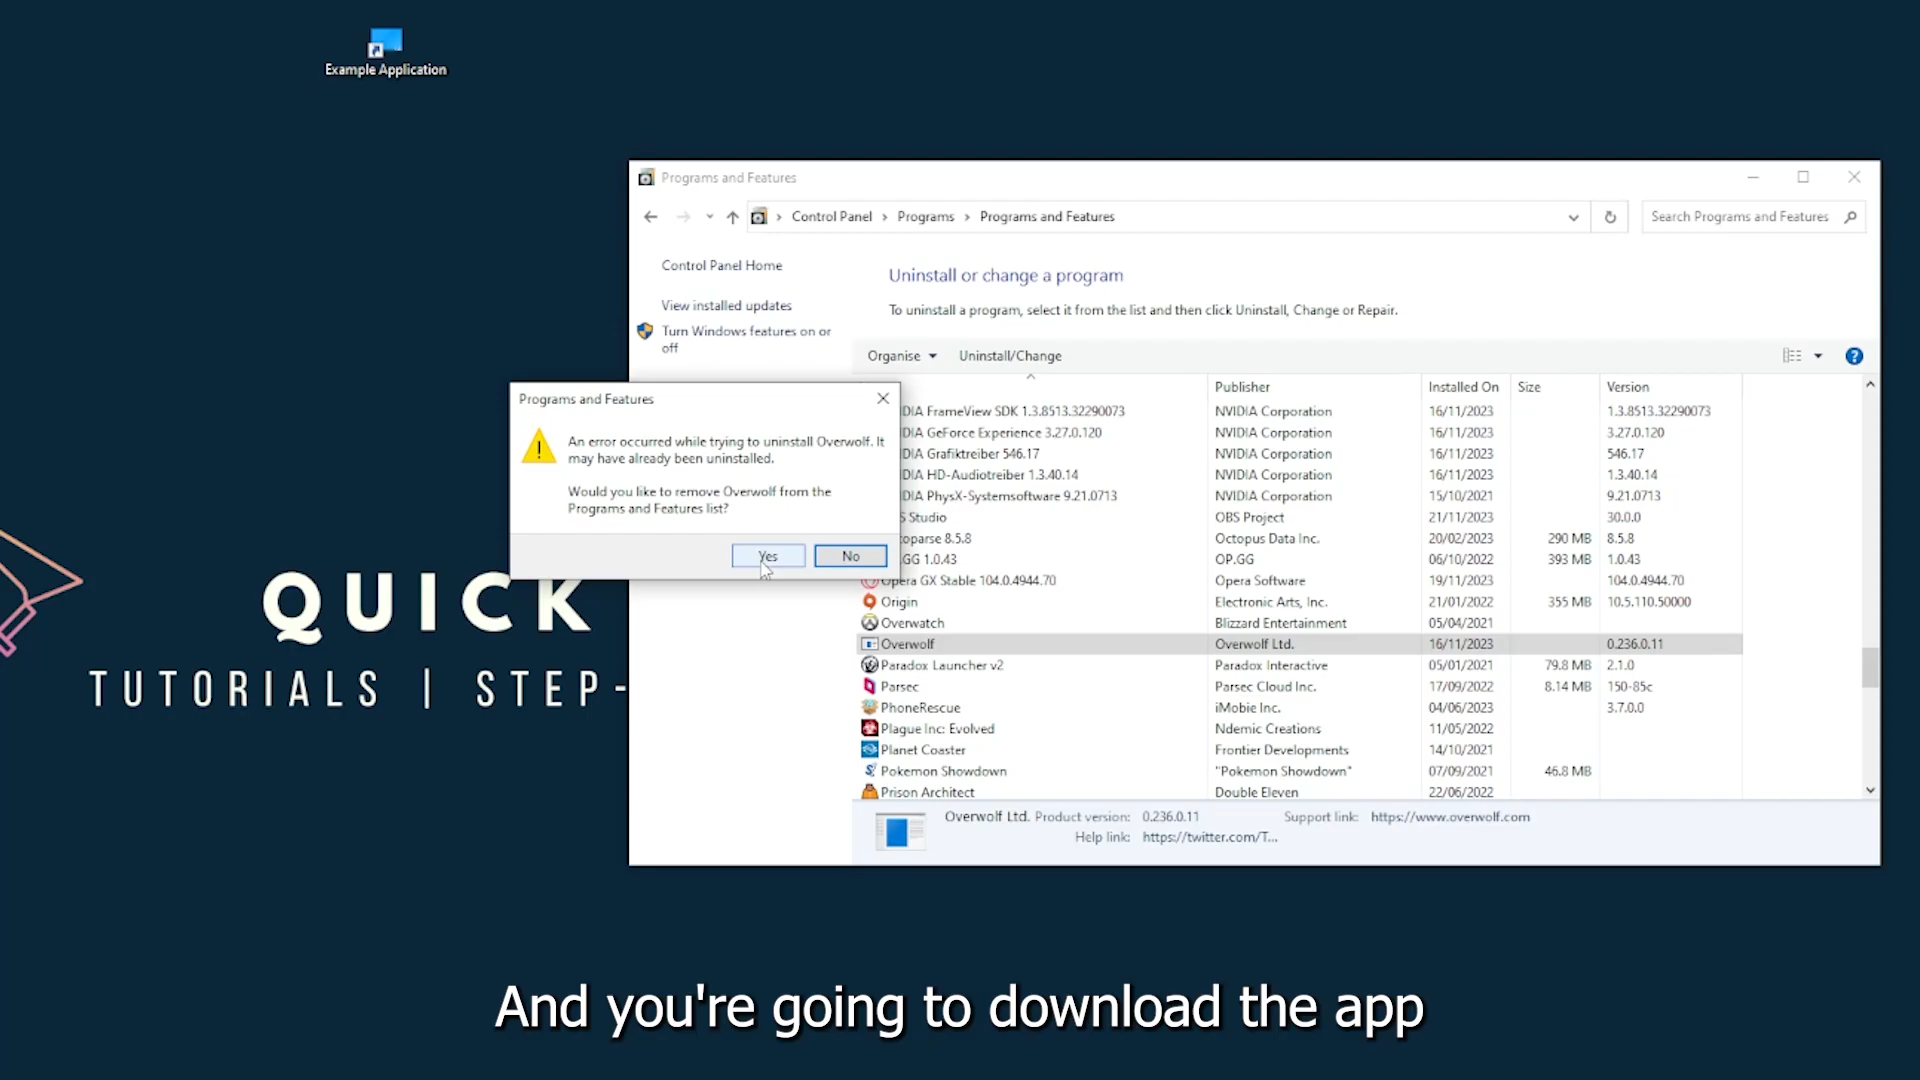 Example Application
Programs and Features
Control Panel > Programs > Programs and Features
Search Programs and Features
Control Panel Home
View installed updates
Turn Windows features on or
off
Uninstall or change a program
To uninstall a program, select it from the list and then click Uninstall, Change or Repair.
Organise Uninstall/Change
Publisher Installed On Size Version
DIA FrameView SDK 1.3.8513.32290073 NVIDIA Corporation 16/11/2023 1.3.8513.32290073
DIA GeForce Experience 3.27.0.120 NVIDIA Corporation 16/11/2023 3.27.0.120
DIA Grafiktreiber 546.17 NVIDIA Corporation 16/11/2023 546.17
DIA HD-Audiotreiber 1.3.40.14 NVIDIA Corporation 16/11/2023 1.3.40.14
DIA PhysX-Systemsoftware 9.21.0713 NVIDIA Corporation 15/10/2021 9.21.0713
S Studio OBS Project 21/11/2023 30.0.0
oparse 8.5.8 Octopus Data Inc. 20/02/2023 290 MB 8.5.8
.GG 1.0.43 OP.GG 06/10/2022 393 MB 1.0.43
Opera GX Stable 104.0.4944.70 Opera Software 19/11/2023 104.0.4944.70
Origin Electronic Arts, Inc. 21/01/2022 355 MB 10.5.110.50000
Overwatch Blizzard Entertainment 05/04/2021
Overwolf Overwolf Ltd. 16/11/2023 0.236.0.11
Paradox Launcher v2 Paradox Interactive 05/01/2021 79.8 MB 2.1.0
Parsec Parsec Cloud Inc. 17/09/2022 8.14 MB 150-85c
PhoneRescue iMobie Inc. 04/06/2023 3.7.0.0
Plague Inc: Evolved Ndemic Creations 11/05/2022
Planet Coaster Frontier Developments 14/10/2021
Pokemon Showdown "Pokemon Showdown" 07/09/2021 46.8 MB
Prison Architect Double Eleven 22/06/2022
Overwolf Ltd. Product version: 0.236.0.11 Support link: https://www.overwolf.com
Help link: https://twitter.com/T...
Programs and Features
An error occurred while trying to uninstall Overwolf. It
may have already been uninstalled.
Would you like to remove Overwolf from the
Programs and Features list?
Yes No
QUICK
TUTORIALS | STEP-
And you're going to download the app